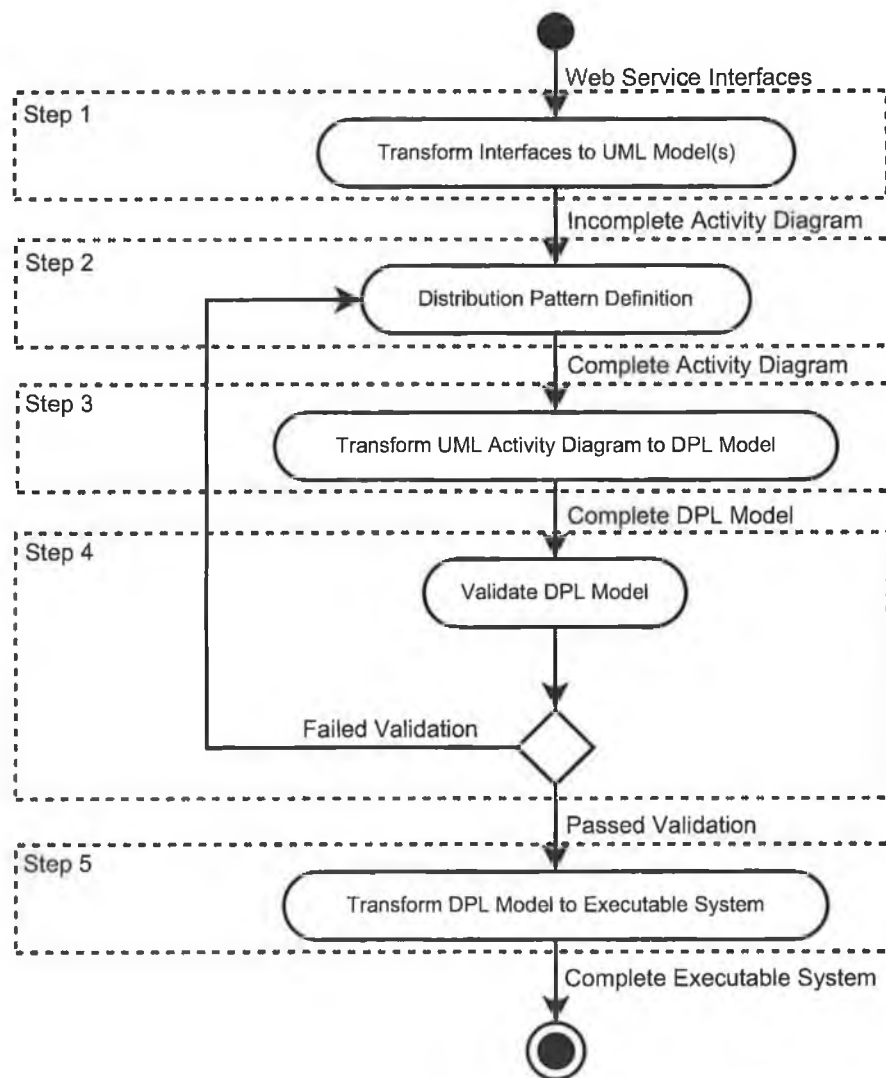 Web Service Interfaces
Step 1
Transform Interfaces to UML Model(s)
Incomplete Activity Diagram
Step 2
Distribution Pattern Definition
Complete Activity Diagram
Step 3
Transform UML Activity Diagram to DPL Model
Complete DPL Model
Step 4
Validate DPL Model
Failed Validation
Passed Validation
Step 5
Transform DPL Model to Executable System
Complete Executable System